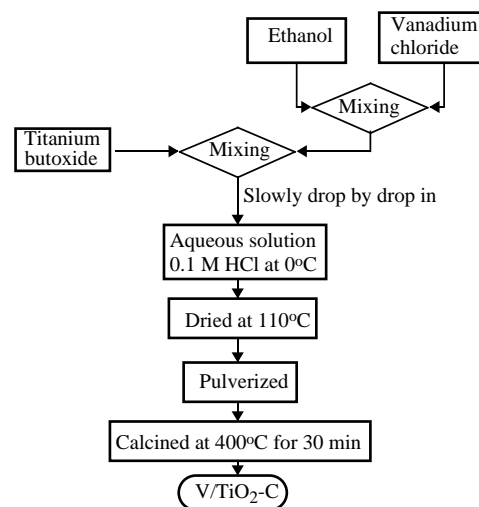 Ethanol
Vanadium
chloride
Mixing
Titanium
butoxide
Mixing
Slowly drop by drop in
Aqueous solution
0.1 M HCl at 0°C
Dried at 110°C
Pulverized
Calcined at 400°C for 30 min
V/TiO₂-C